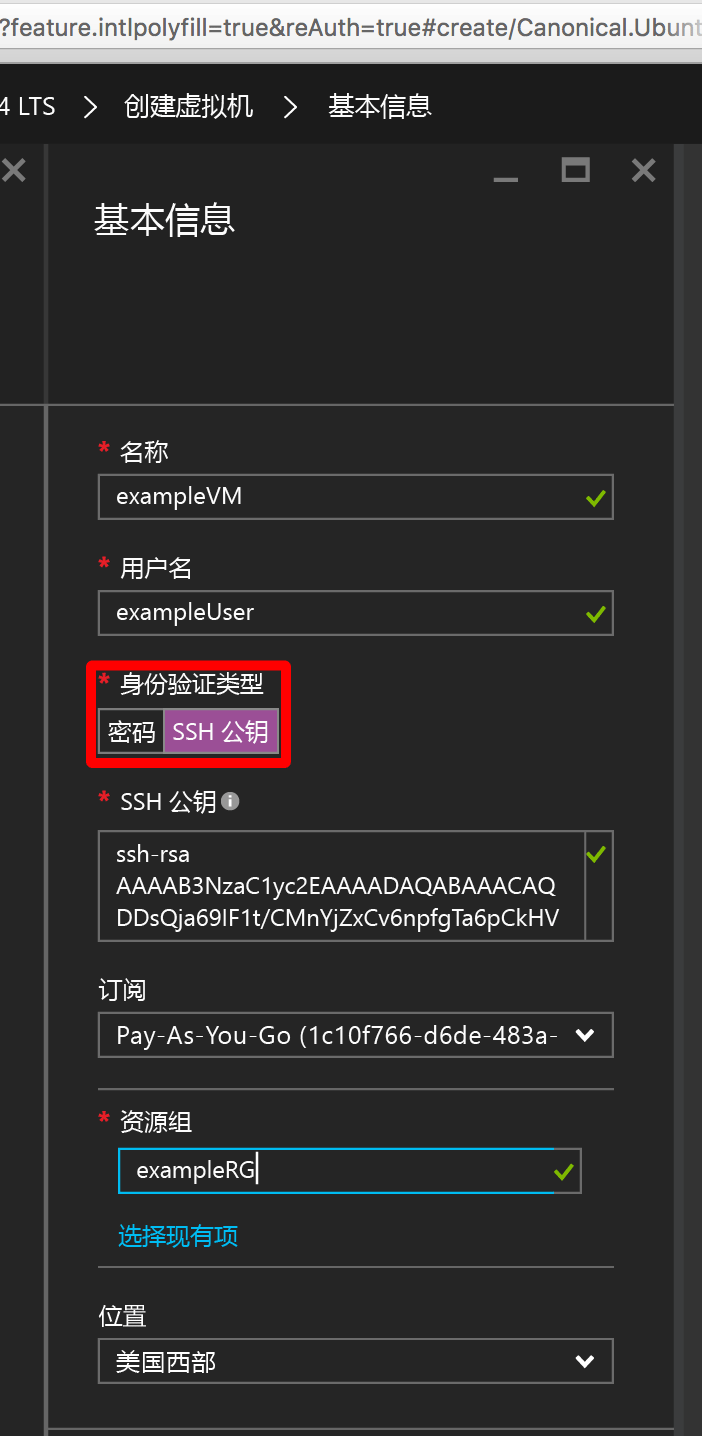 ?feature.intlpolyfill=true&reAuth=true#create/Canonical.Ubunt
4 LTS > 创建虚拟机 > 基本信息
基本信息
* 名称
exampleVM
* 用户名
exampleUser
* 身份验证类型
密码 SSH 公钥
* SSH 公钥
ssh-rsa
AAAAB3NzaC1yc2EAAAADAQABAAACAQ
DDsQja69IF1t/CMnYjZxCv6npfgTa6pCkHV
订阅
Pay-As-You-Go (1c10f766-d6de-483a-
* 资源组
exampleRG
选择现有项
位置
美国西部